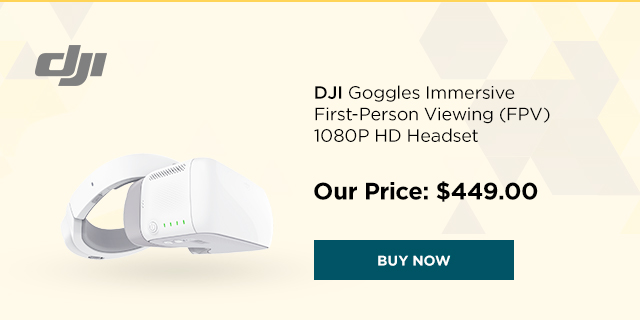 dji
DJI Goggles Immersive
First-Person Viewing (FPV)
1080P HD Headset
Our Price: $449.00
BUY NOW